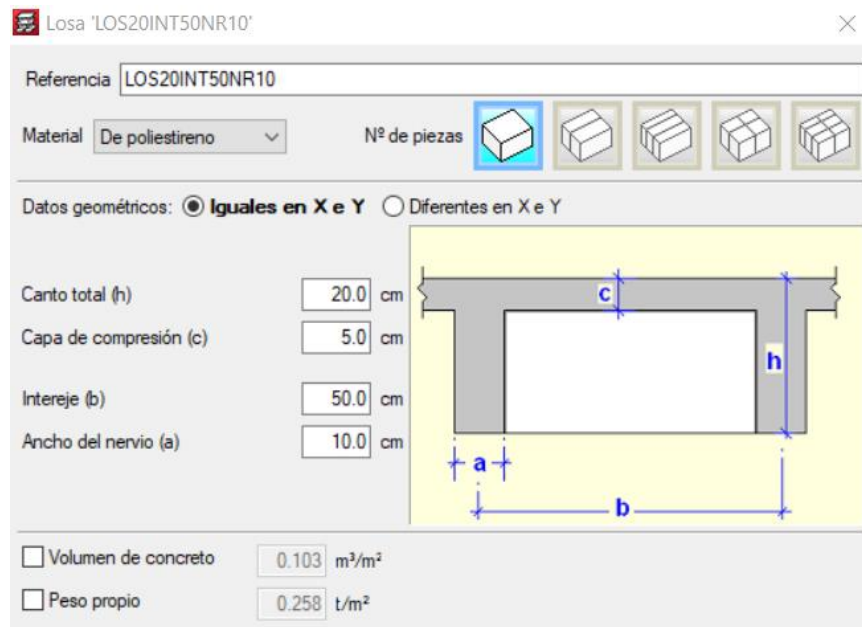 Losa 'LOS20INT50NR10'
Referencia LOS20INT50NR10
Material De poliestireno Nº de piezas
Datos geométricos: Iguales en X e Y Diferentes en X e Y
Canto total (h) 20.0 cm
Capa de compresión (c) 5.0 cm
Intereje (b) 50.0 cm
Ancho del nervio (a) 10.0 cm
c
h
a
b
Volumen de concreto 0.103 m³/m²
Peso propio 0.258 t/m²